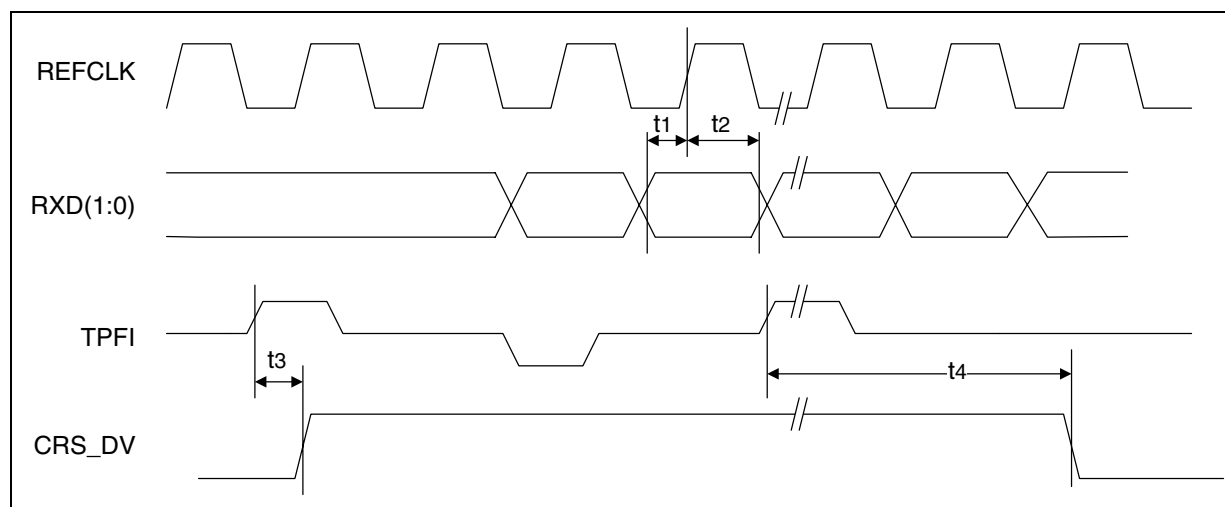 REFCLK
t1
t2
RXD(1:0)
TPFI
t3
t4
CRS_DV